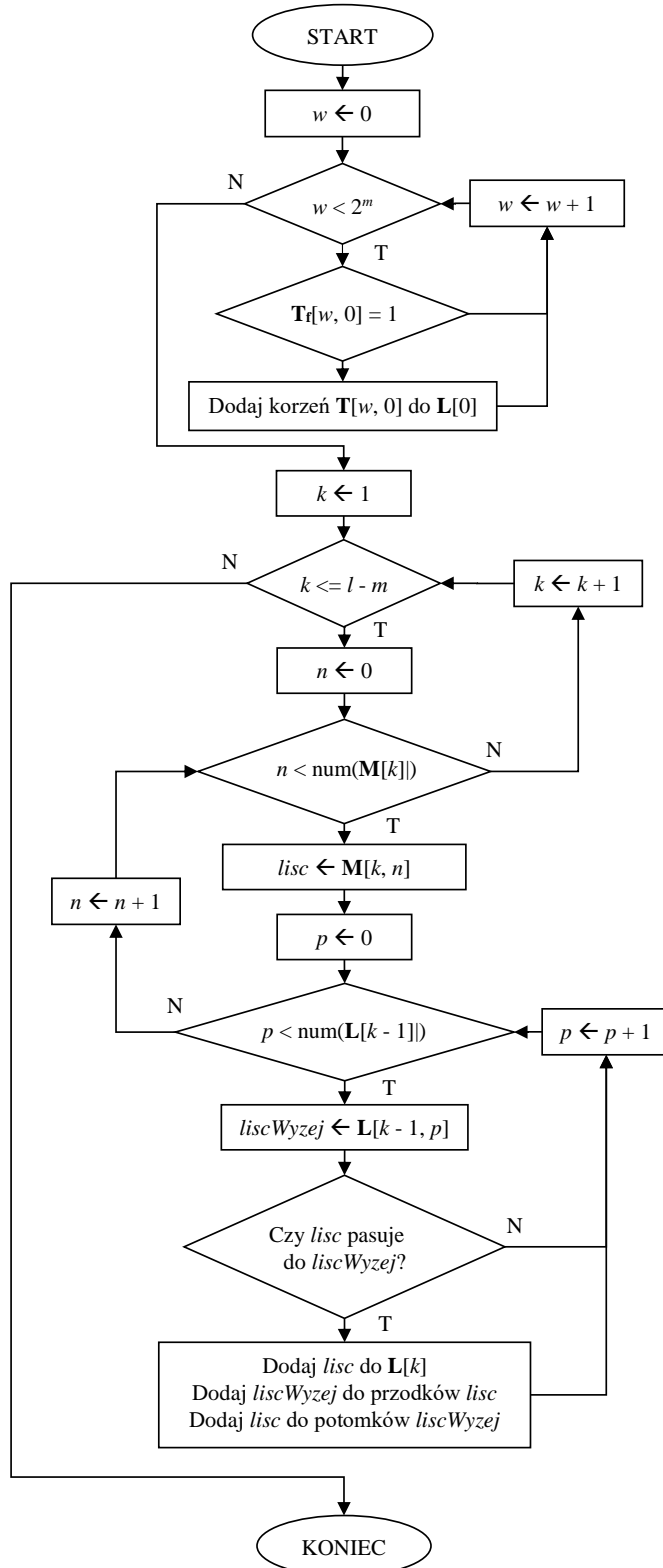 START
w ← 0
N
w < 2^m
w ← w + 1
T
T_f[w, 0] = 1
Dodaj korzeń T[w, 0] do L[0]
k ← 1
N
k <= l - m
k ← k + 1
T
n ← 0
n < num(M[k]|)
N
T
lisc ← M[k, n]
n ← n + 1
p ← 0
N
p < num(L[k - 1]|)
p ← p + 1
T
liscWyzej ← L[k - 1, p]
Czy lisc pasuje
do liscWyzej?
N
T
Dodaj lisc do L[k]
Dodaj liscWyzej do przodków lisc
Dodaj lisc do potomków liscWyzej
KONIEC